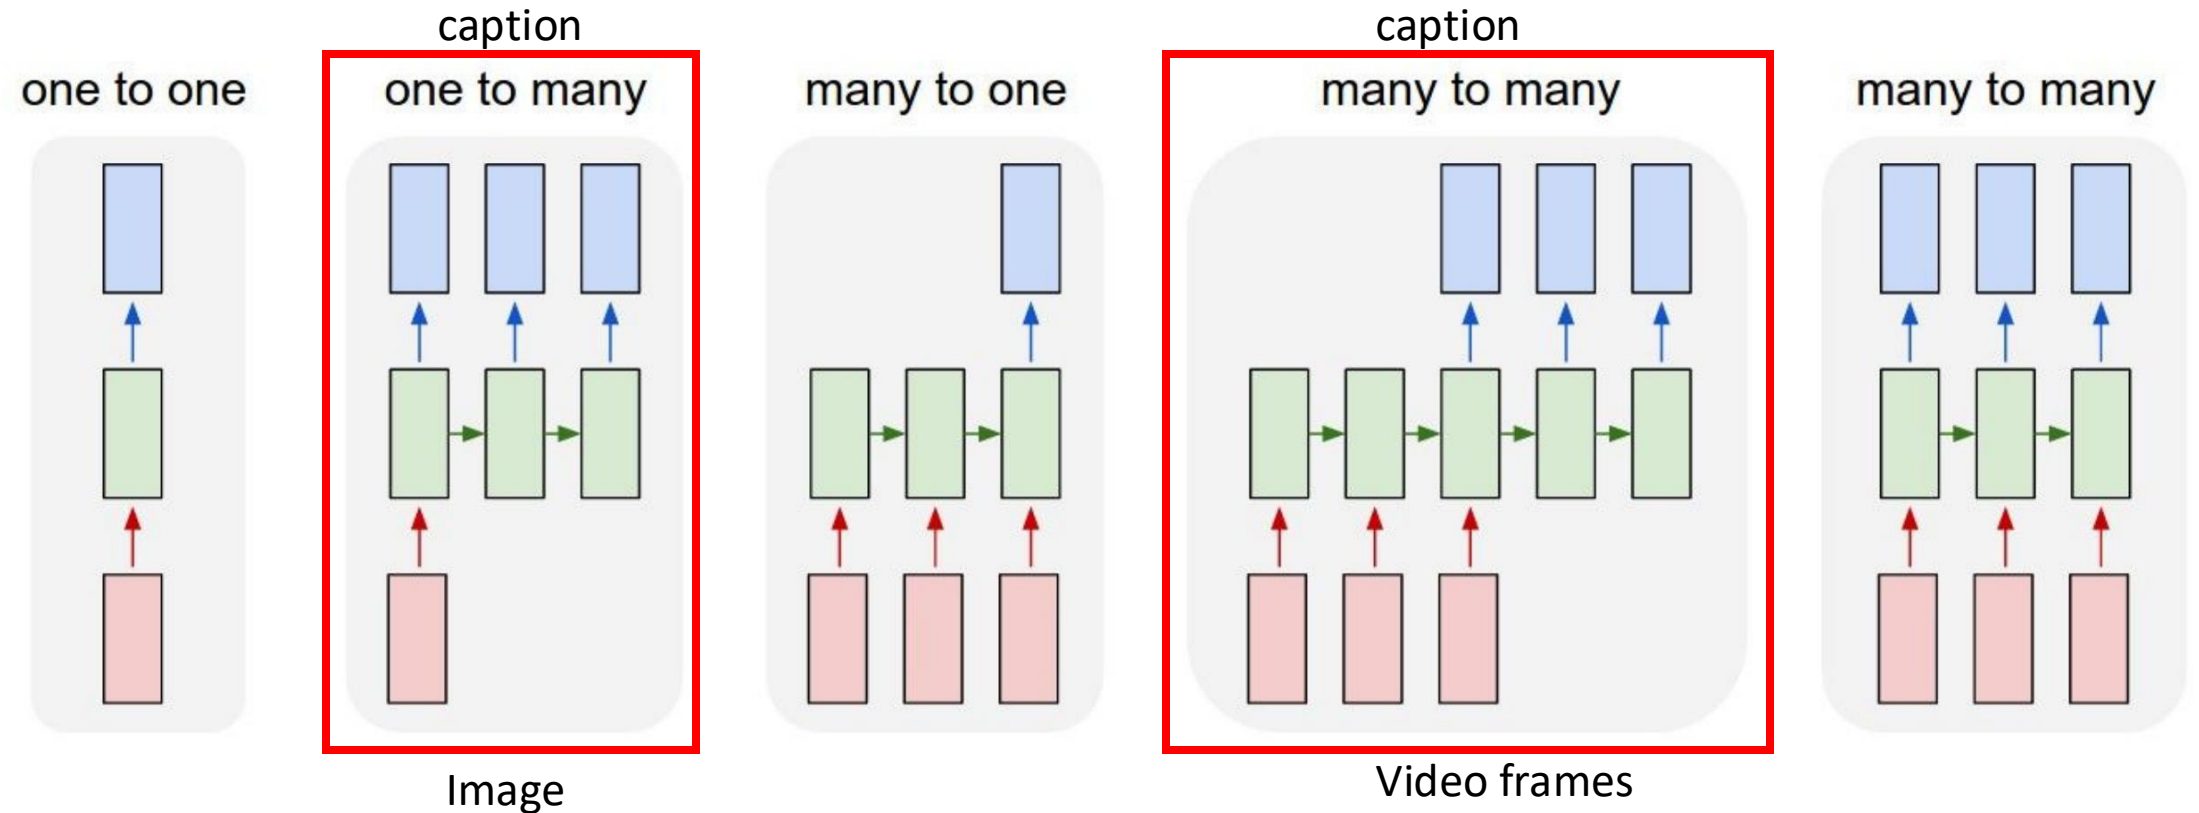 caption
caption
one to one
one to many
many to one
many to many
many to many
Image
Video frames